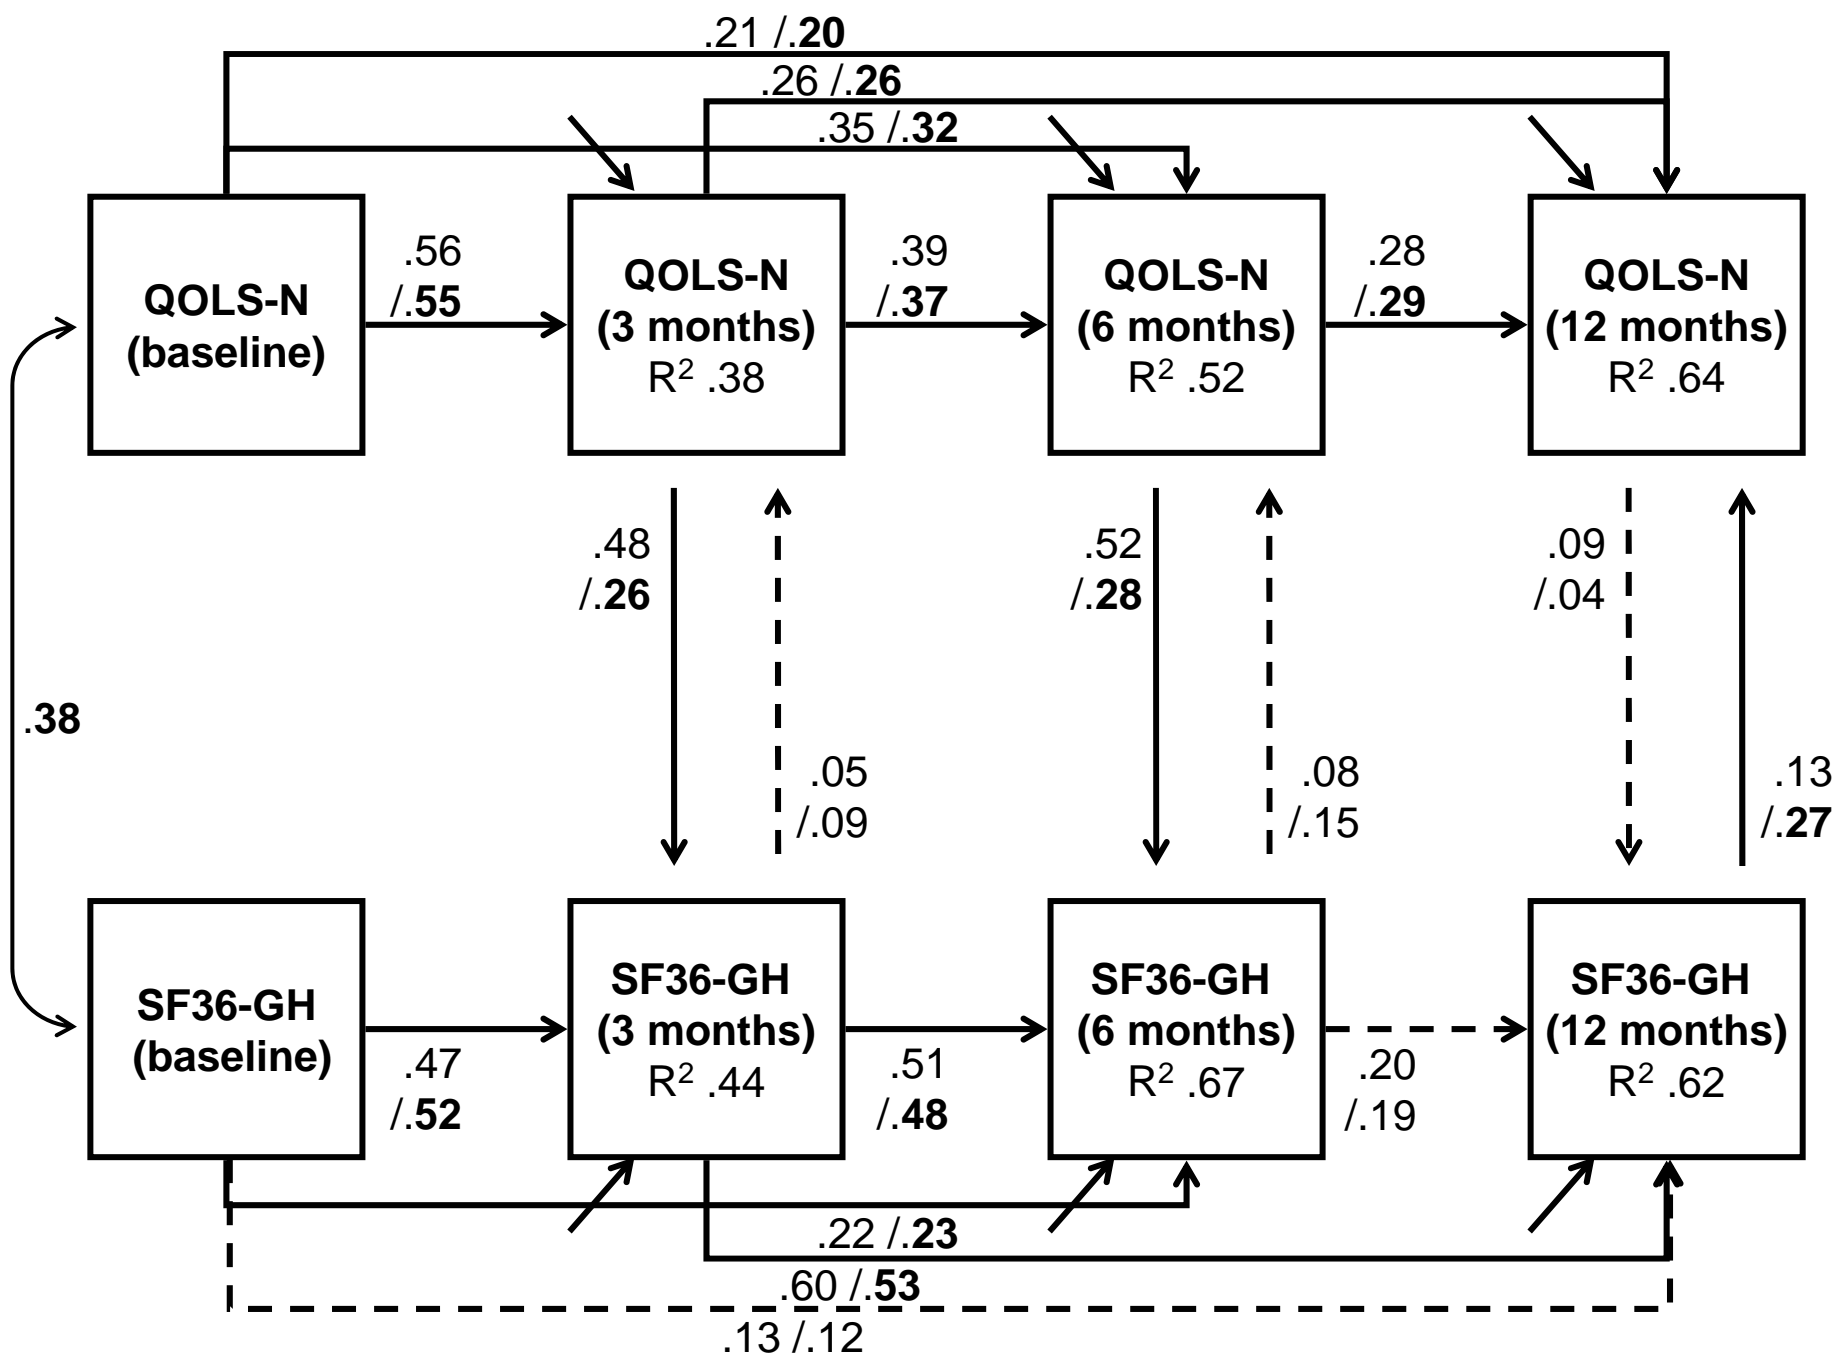 .21 /.20
.26 /.26
.35 /.32
QOLS-N
(baseline)
.56
/.55
QOLS-N
(3 months)
R² .38
.39
/.37
QOLS-N
(6 months)
R² .52
.28
/.29
QOLS-N
(12 months)
R² .64
.48
/.26
.05
/.09
.52
/.28
.08
/.15
.09
/.04
.13
/.27
.38
SF36-GH
(baseline)
.47
/.52
SF36-GH
(3 months)
R² .44
.51
/.48
SF36-GH
(6 months)
R² .67
.20
/.19
SF36-GH
(12 months)
R² .62
.22 /.23
.60 /.53
.13 /.12